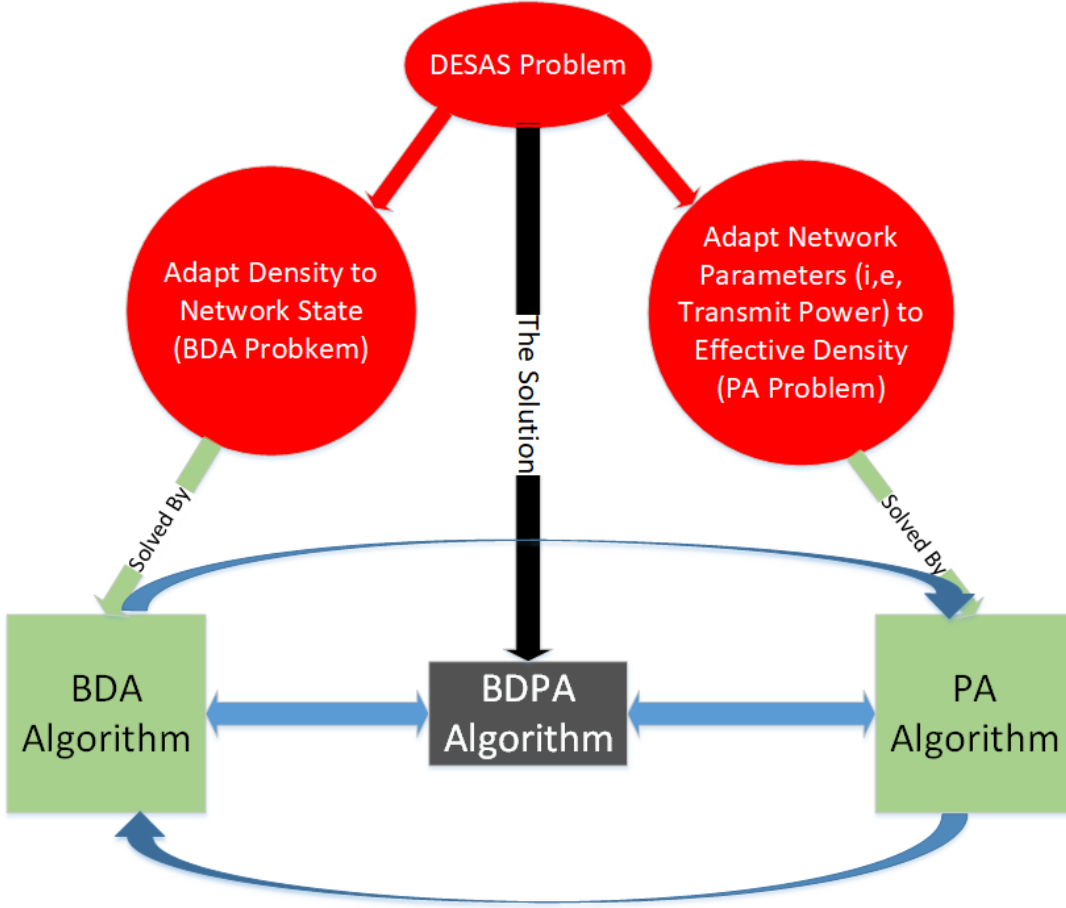 DESAS Problem
Adapt Density to
Network State
(BDA Probkem)
Adapt Network
Parameters (i,e,
Transmit Power) to
Effective Density
(PA Problem)
The Solution
Solved By
Solved By
BDA
Algorithm
BDPA
Algorithm
PA
Algorithm